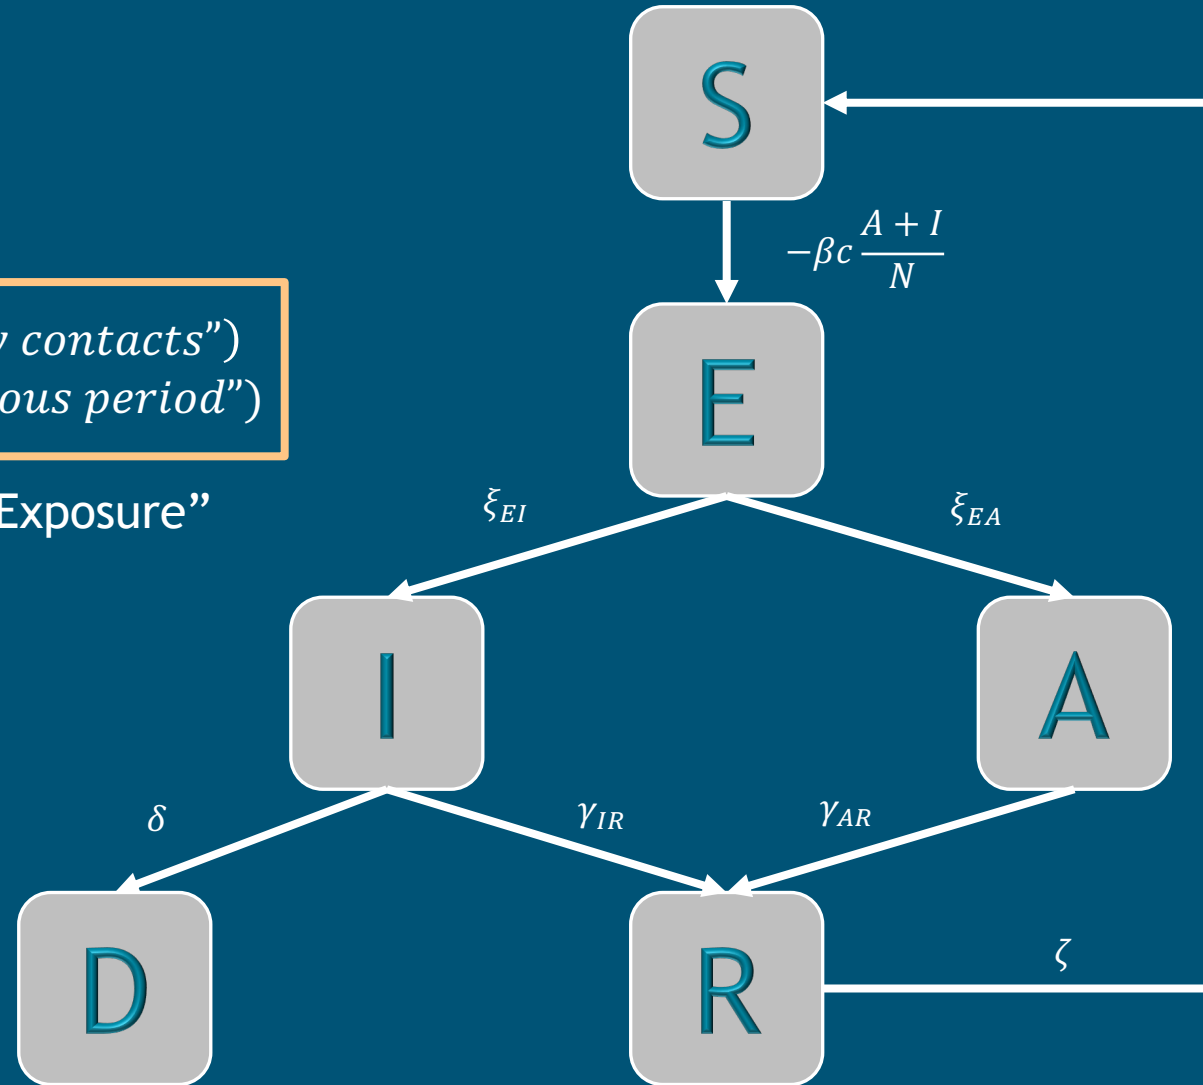 S
−βc (A + I)/N
contacts”)
E
ous period”)
Exposure”
ξ_EI
ξ_EA
I
A
δ
γ_IR
γ_AR
D
R
ζ